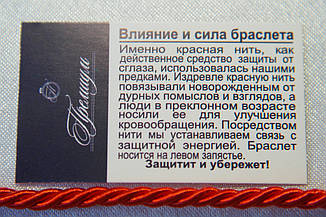 Влияние и сила браслета
Именно красная нить, как
действенное средство защиты от
сглаза, использовалась нашими
предками. Издревле красную нить
повязывали новорожденным от
дурных помыслов и взглядов, а
люди в преклонном возрасте
носили ее для улучшения
кровообращения. Посредством
нити мы устанавливаем связь с
защитной энергией. Браслет
носится на левом запястье.
Защитит и убережет!
Премиум